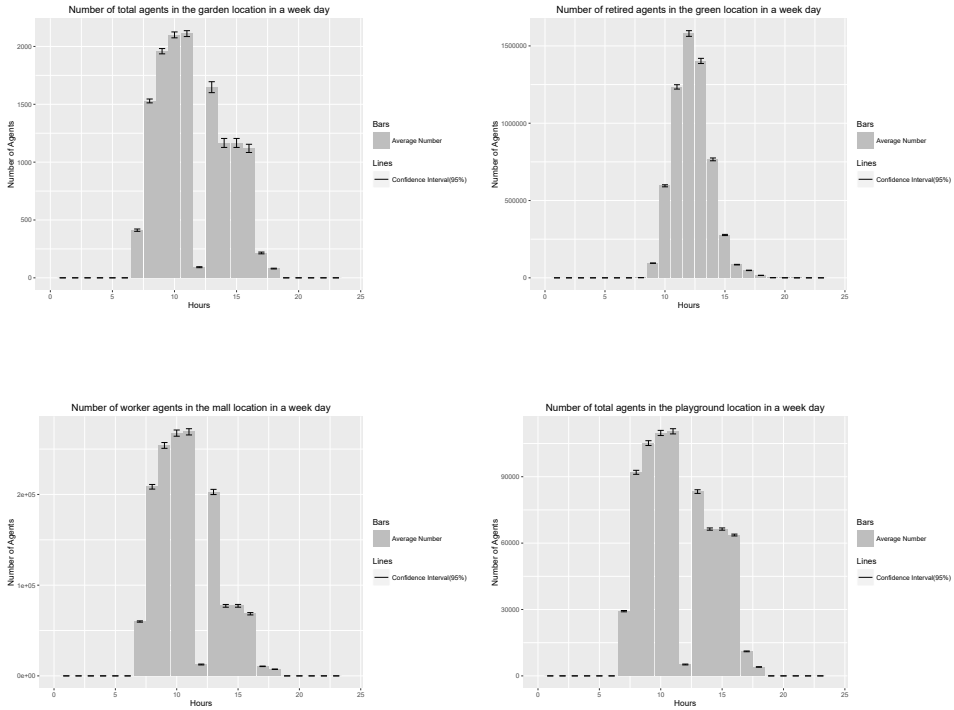 Number of total agents in the garden location in a week day
2000
1500
1000
500
0
Number of Agents
0 5 10 15 20 25
Hours
Bars
Average Number
Lines
Confidence Interval(95%)
Number of retired agents in the green location in a week day
1500000
1000000
500000
0
Number of Agents
0 5 10 15 20 25
Hours
Bars
Average Number
Lines
Confidence Interval(95%)
Number of worker agents in the mall location in a week day
2e+05
1e+05
0e+00
Number of Agents
0 5 10 15 20 25
Hours
Bars
Average Number
Lines
Confidence Interval(95%)
Number of total agents in the playground location in a week day
90000
60000
30000
0
Number of Agents
0 5 10 15 20 25
Hours
Bars
Average Number
Lines
Confidence Interval(95%)